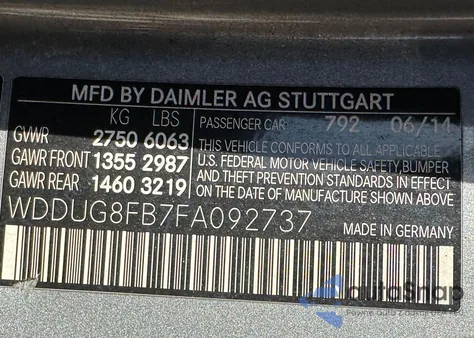 MFD BY DAIMLER AG STUTTGART
KG LBS
GVWR 2750 6063
GAWR FRONT 1355 2987
GAWR REAR 1460 3219
PASSENGER CAR: 792 06/14
THIS VEHICLE CONFORMS TO ALL APPLICABLE
U.S. FEDERAL MOTOR VEHICLE SAFETY, BUMPER,
AND THEFT PREVENTION STANDARDS IN EFFECT ON
THE DATE OF MANUFACTURE SHOWN ABOVE.
WDDUG8FB7FA092737
MADE IN GERMANY
autoSnap